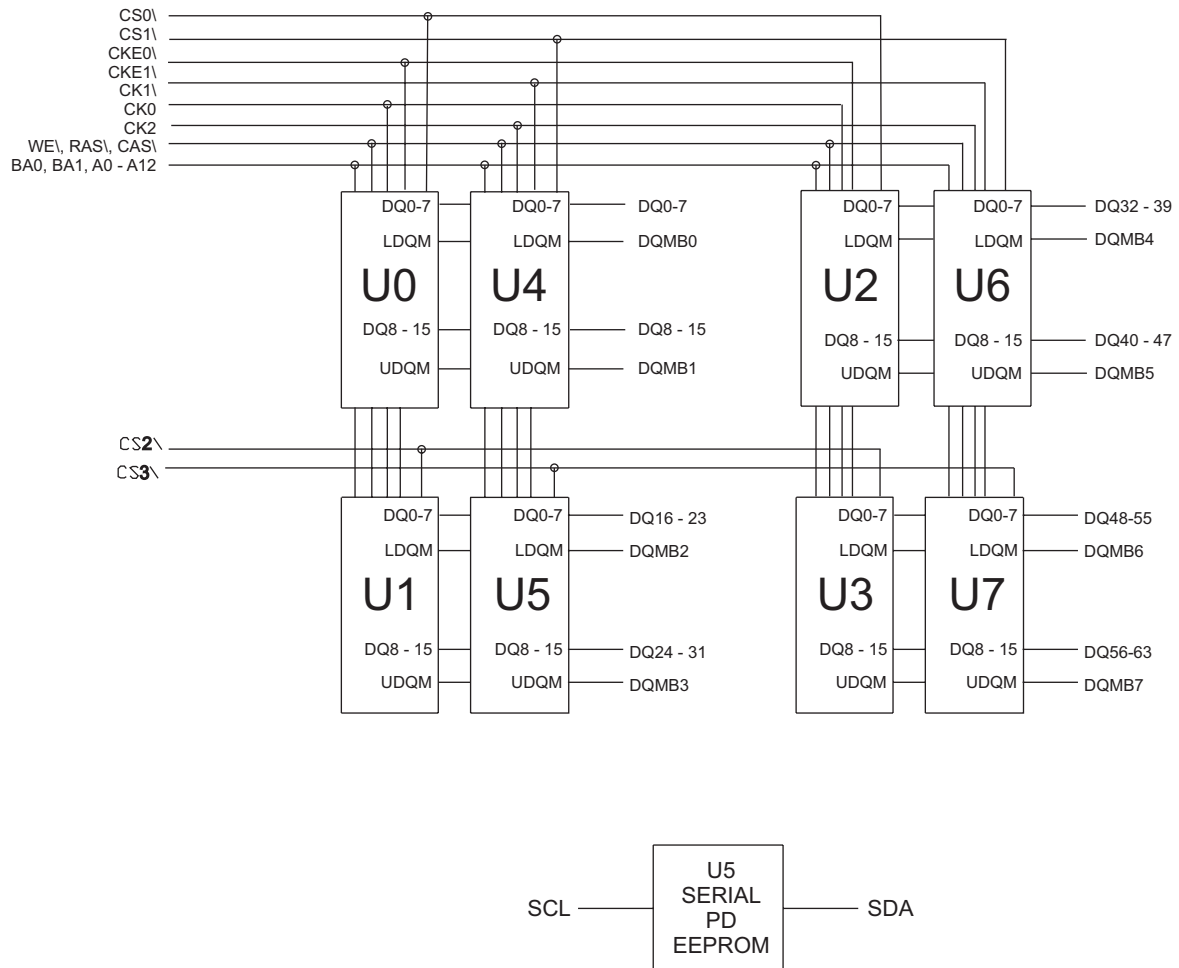 CS0\
CS1\
CKE0\
CKE1\
CK1\
CK0
CK2
WE\, RAS\, CAS\
BA0, BA1, A0 - A12
DQ0-7 DQ0-7 DQ0-7 DQ0-7 DQ0-7 DQ32 - 39
LDQM LDQM DQMB0 LDQM LDQM DQMB4
U0 U4 U2 U6
DQ8 - 15 DQ8 - 15 DQ8 - 15 DQ8 - 15 DQ8 - 15 DQ40 - 47
UDQM UDQM DQMB1 UDQM UDQM DQMB5
CS2\
CS3\
DQ0-7 DQ0-7 DQ16 - 23 DQ0-7 DQ0-7 DQ48-55
LDQM LDQM DQMB2 LDQM LDQM DQMB6
U1 U5 U3 U7
DQ8 - 15 DQ8 - 15 DQ24 - 31 DQ8 - 15 DQ8 - 15 DQ56-63
UDQM UDQM DQMB3 UDQM UDQM DQMB7
U5
SERIAL
SCL PD SDA
EEPROM